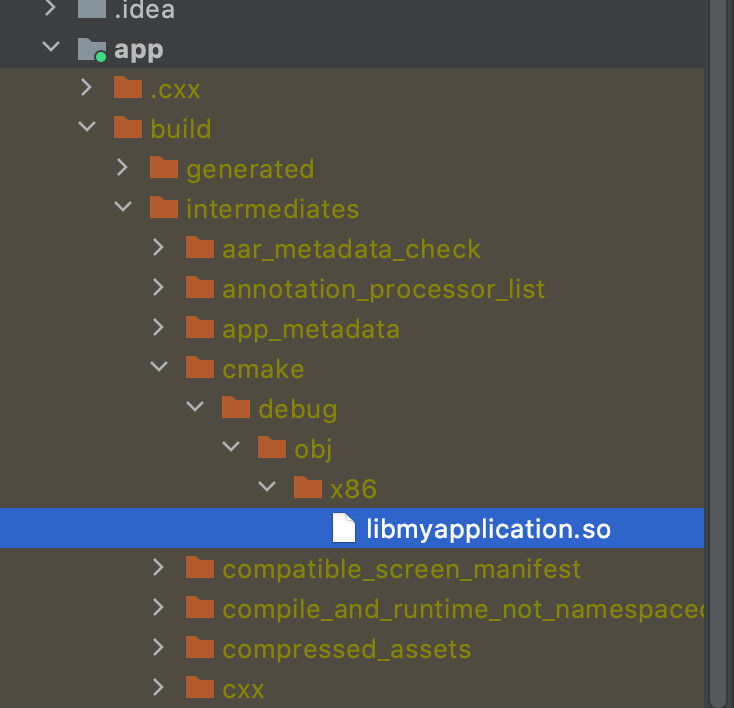 .idea
app
.cxx
build
generated
intermediates
aar_metadata_check
annotation_processor_list
app_metadata
cmake
debug
obj
x86
libmyapplication.so
compatible_screen_manifest
compile_and_runtime_not_namespaced
compressed_assets
cxx